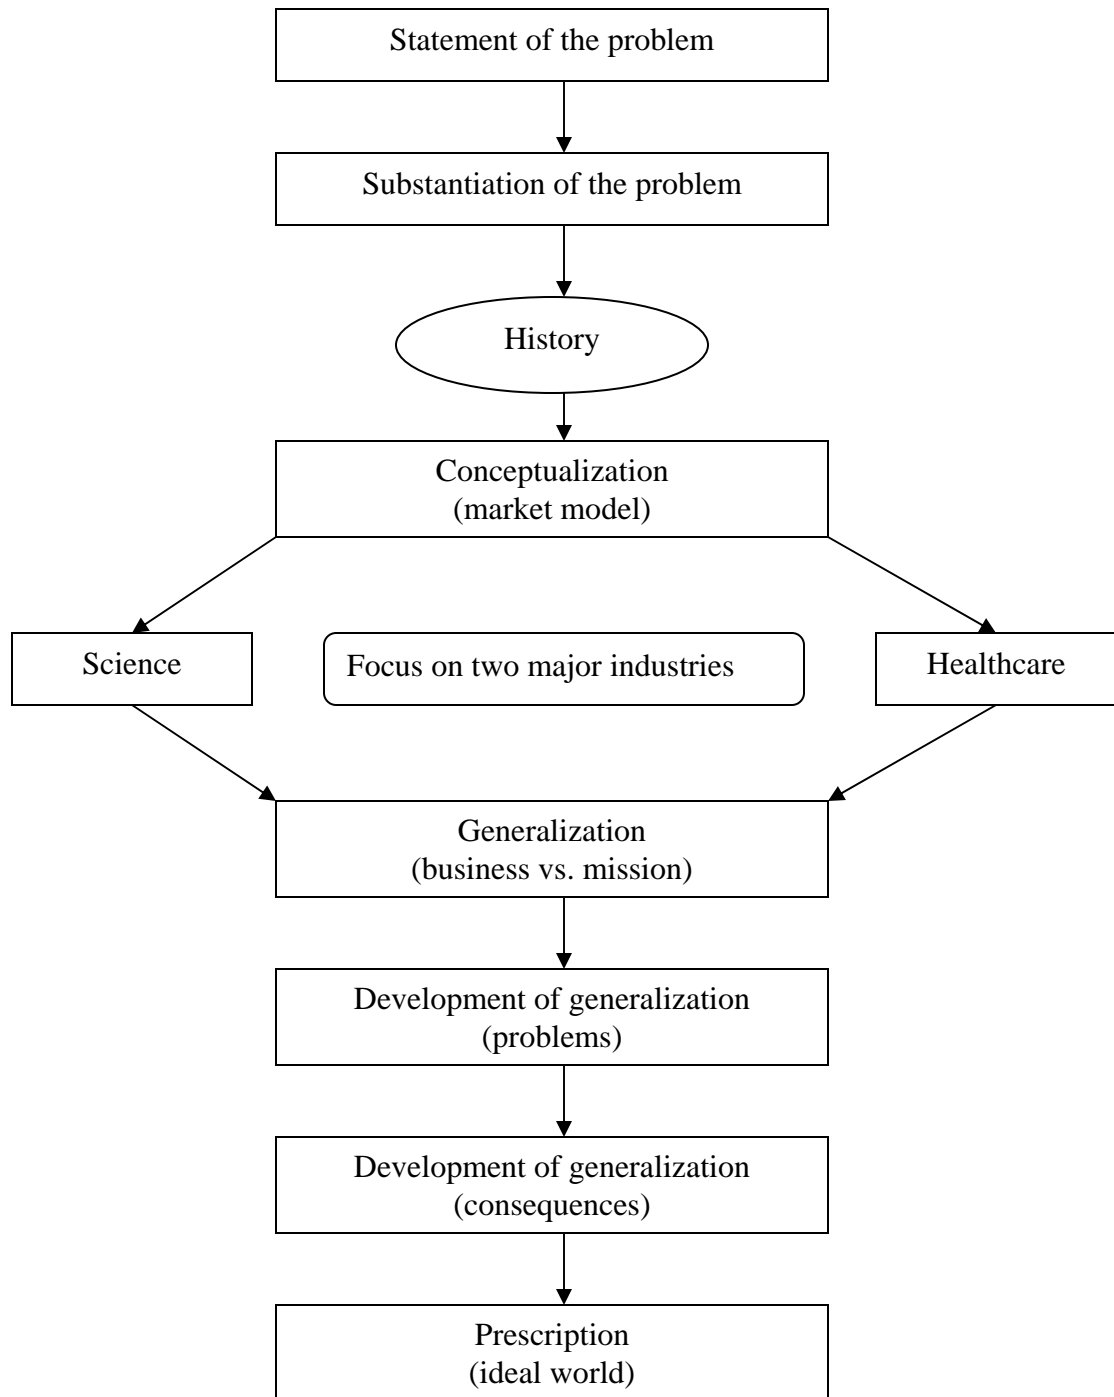 Statement of the problem
Substantiation of the problem
History
Conceptualization
(market model)
Science
Focus on two major industries
Healthcare
Generalization
(business vs. mission)
Development of generalization
(problems)
Development of generalization
(consequences)
Prescription
(ideal world)